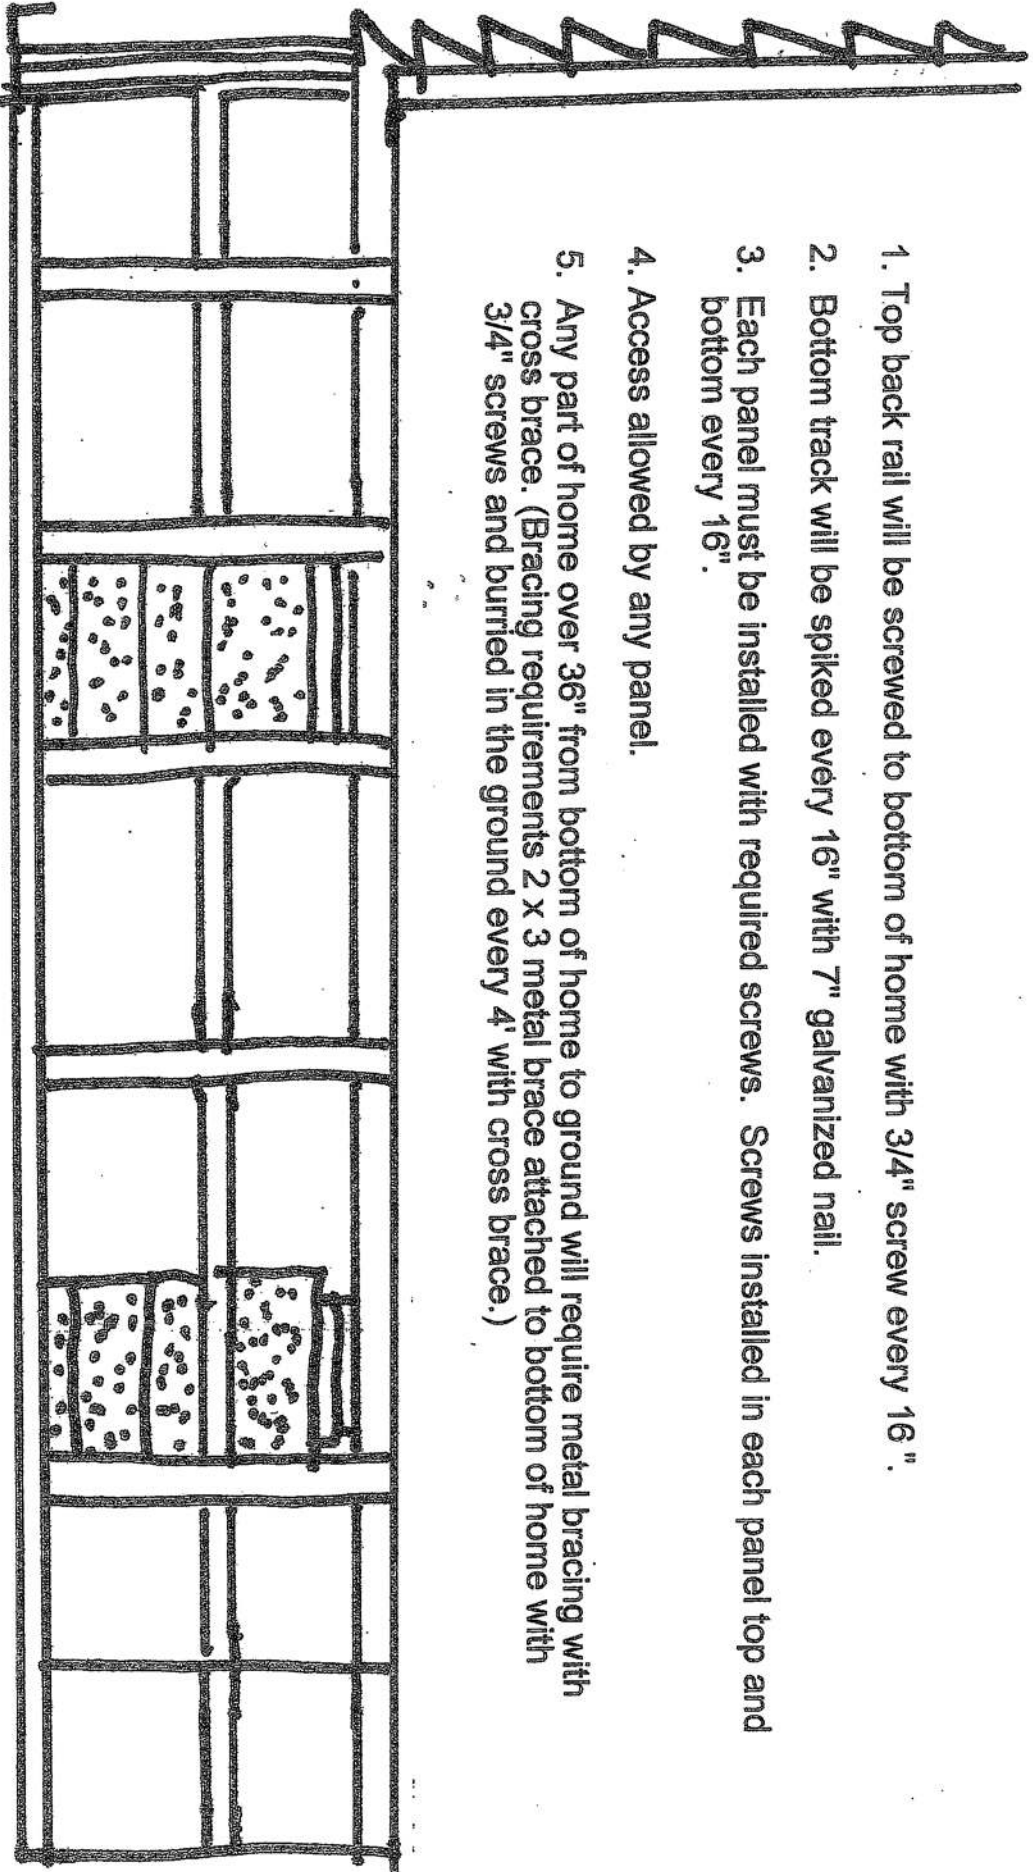 1. Top back rail will be screwed to bottom of home with 3/4" screw every 16 ".
2. Bottom track will be spiked every 16" with 7" galvanized nail.
3. Each panel must be installed with required screws. Screws installed in each panel top and
bottom every 16".
4. Access allowed by any panel.
5. Any part of home over 36" from bottom of home to ground will require metal bracing with
cross brace. (Bracing requirements 2 x 3 metal brace attached to bottom of home with
3/4" screws and burried in the ground every 4' with cross brace.)